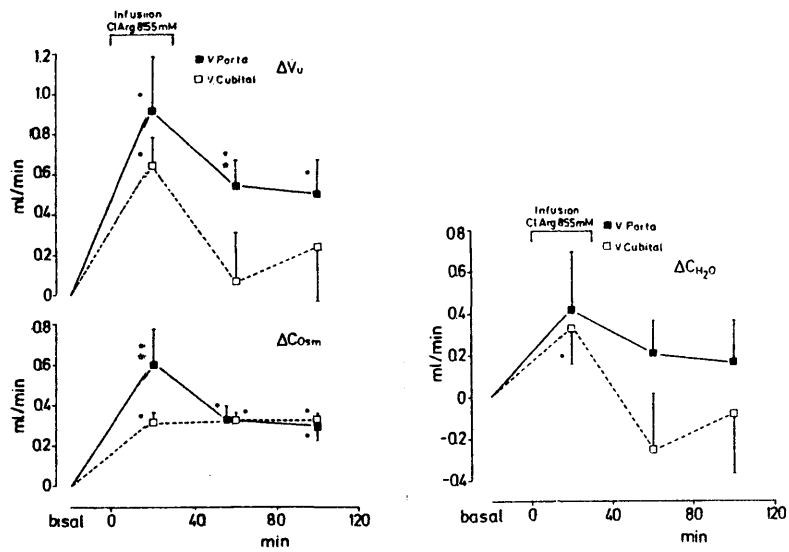 Infusiion
ClArg 855mM
V Porta
V. Cubital
ΔV̇u
1.2
1.0
0.8
0.6
0.4
0.2
0
ml/min
ΔCosm
0.8
0.6
0.4
0.2
0
ml/min
bisal 0 40 80 120
min
Infusion
ClArg 855mM
V Porta
V Cubital
ΔCH₂O
0.8
0.6
0.4
0.2
0
-0.2
-0.4
ml/min
basal 0 40 80 120
min